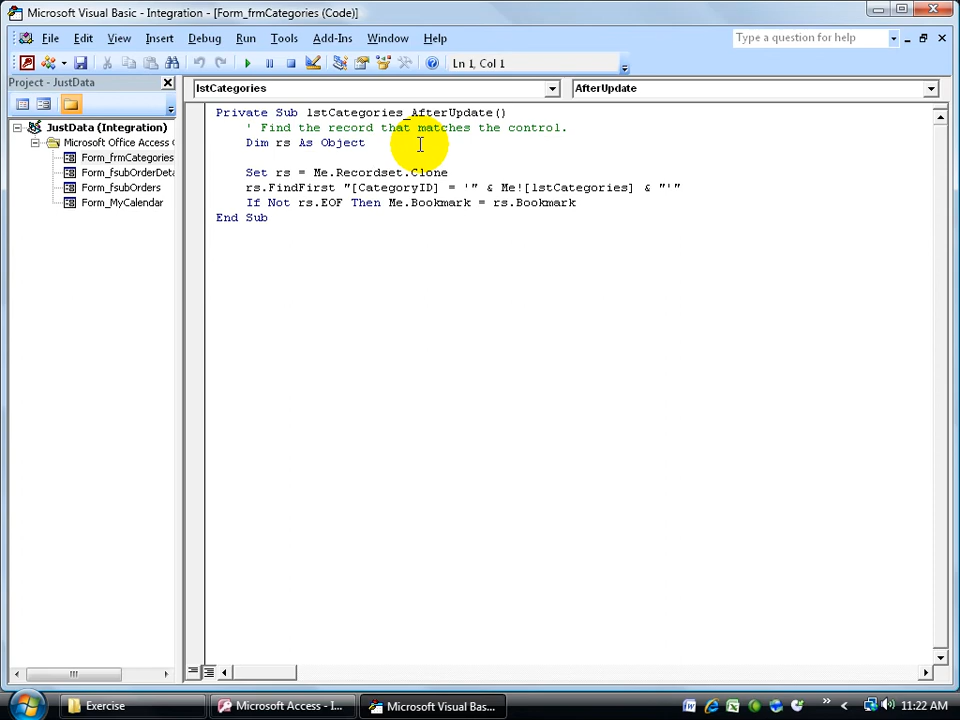 Microsoft Visual Basic - Integration - [Form_frmCategories (Code)]
File Edit View Insert Debug Run Tools Add-Ins Window Help
Type a question for help
Ln 1, Col 1
Project - JustData
lstCategories
AfterUpdate
JustData (Integration)
Microsoft Office Access C
Form_frmCategories
Form_fsubOrderDeta
Form_fsubOrders
Form_MyCalendar
Private Sub lstCategories_AfterUpdate()
' Find the record that matches the control.
Dim rs As Object
Set rs = Me.Recordset.Clone
rs.FindFirst "[CategoryID] = '" & Me![lstCategories] & "'"
If Not rs.EOF Then Me.Bookmark = rs.Bookmark
End Sub
Exercise
Microsoft Access - I...
Microsoft Visual Bas...
11:22 AM